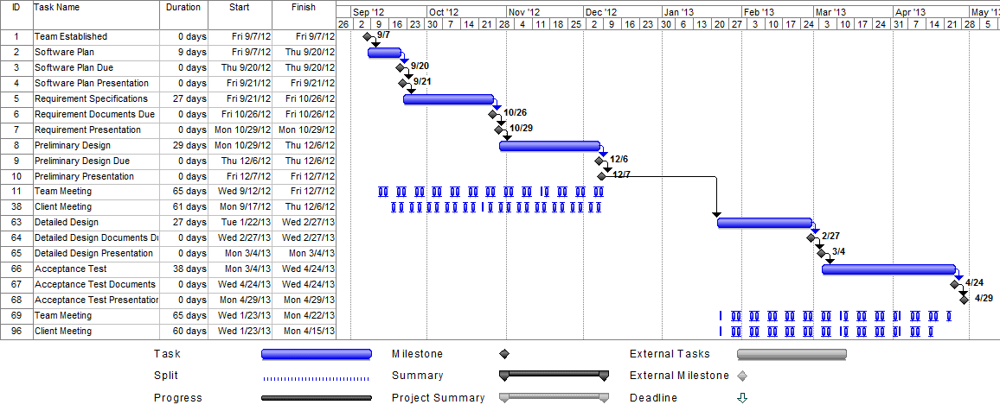 ID Task Name Duration Start Finish Sep '12 Oct '12 Nov '12 Dec '12 Jan '13 Feb '13 Mar '13 Apr '13 May '13
26 2 9 16 23 30 7 14 21 28 4 11 18 25 2 9 16 23 30 6 13 20 27 3 10 17 24 3 10 17 24 31 7 14 21 28 5
1 Team Established 0 days Fri 9/7/12 Fri 9/7/12 9/7
2 Software Plan 9 days Fri 9/7/12 Thu 9/20/12
3 Software Plan Due 0 days Thu 9/20/12 Thu 9/20/12 9/20
4 Software Plan Presentation 0 days Fri 9/21/12 Fri 9/21/12 9/21
5 Requirement Specifications 27 days Fri 9/21/12 Fri 10/26/12
6 Requirement Documents Due 0 days Fri 10/26/12 Fri 10/26/12 10/26
7 Requirement Presentation 0 days Mon 10/29/12 Mon 10/29/12 10/29
8 Preliminary Design 29 days Mon 10/29/12 Thu 12/6/12
9 Preliminary Design Due 0 days Thu 12/6/12 Thu 12/6/12 12/6
10 Preliminary Presentation 0 days Fri 12/7/12 Fri 12/7/12 12/7
11 Team Meeting 65 days Wed 9/12/12 Fri 12/7/12
38 Client Meeting 61 days Mon 9/17/12 Thu 12/6/12
63 Detailed Design 27 days Tue 1/22/13 Wed 2/27/13
64 Detailed Design Documents Du 0 days Wed 2/27/13 Wed 2/27/13 2/27
65 Detailed Design Presentation 0 days Mon 3/4/13 Mon 3/4/13 3/4
66 Acceptance Test 38 days Mon 3/4/13 Wed 4/24/13
67 Acceptance Test Documents 0 days Wed 4/24/13 Wed 4/24/13 4/24
68 Acceptance Test Presentation 0 days Mon 4/29/13 Mon 4/29/13 4/29
69 Team Meeting 65 days Wed 1/23/13 Mon 4/22/13
96 Client Meeting 60 days Wed 1/23/13 Mon 4/15/13
Task Milestone External Tasks
Split Summary External Milestone
Progress Project Summary Deadline